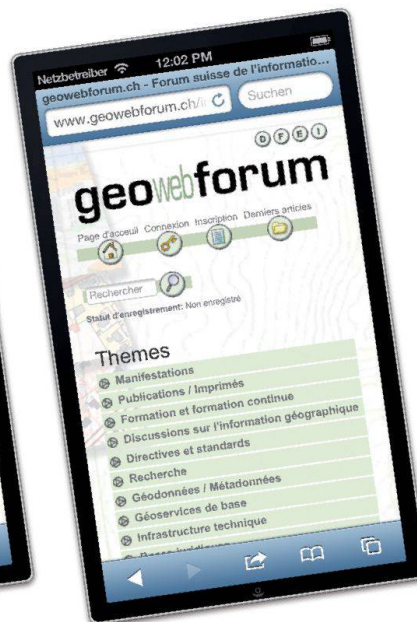 Netzbetreiber 12:02 PM
geowebforum.ch - Forum suisse de l'informatio...
www.geowebforum.ch/ Suchen
D F E I
geowebforum
Page d'acceuil Connexion Inscription Derniers articles
Rechercher
Statut d'enregistrement: Non enregistré
Themes
Manifestations
Publications / Imprimés
Formation et formation continue
Discussions sur l'information géographique
Directives et standards
Recherche
Géodonnées / Métadonnées
Géoservices de base
Infrastructure technique